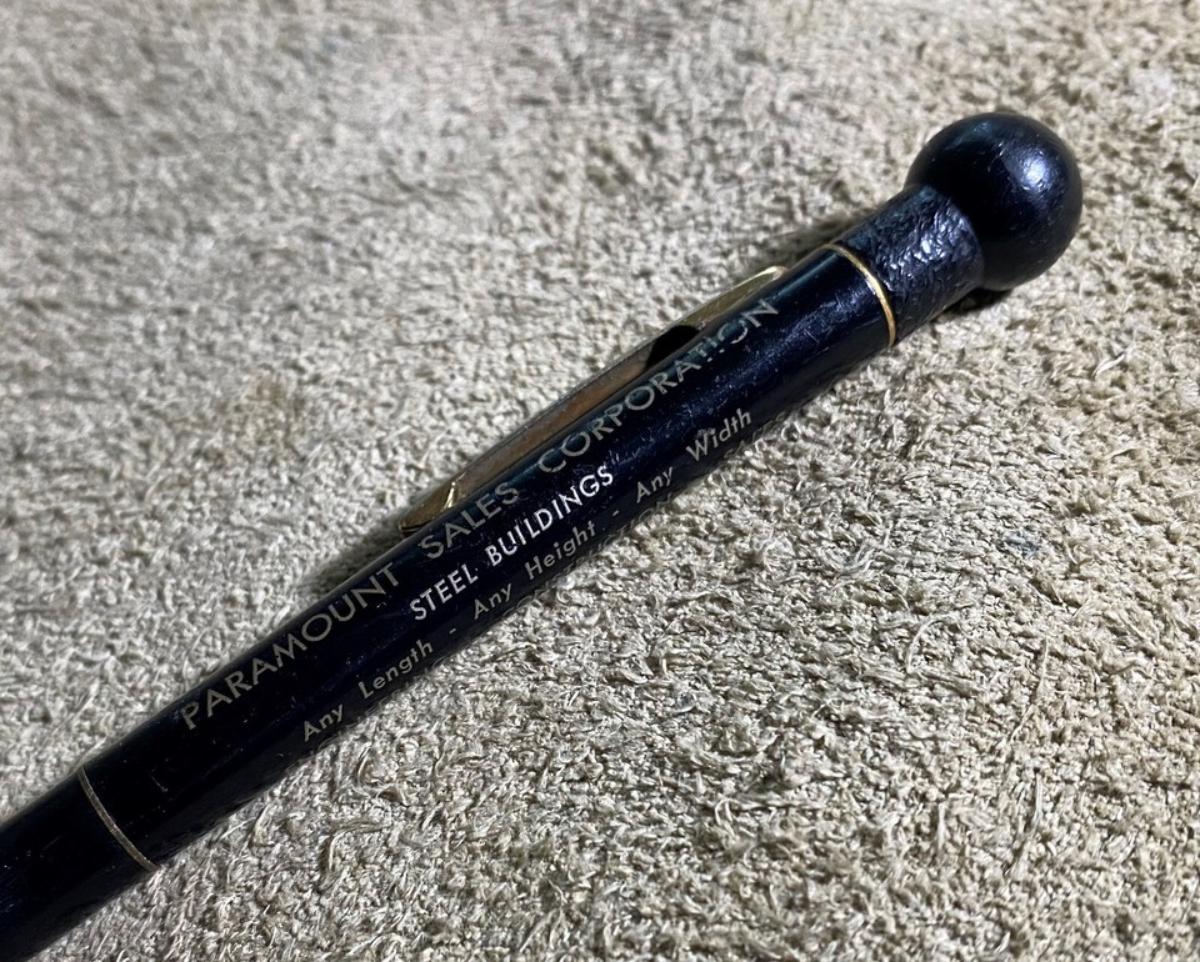 PARAMOUNT SALES CORPORATION
STEEL BUILDINGS
Any Length - Any Height - Any Width